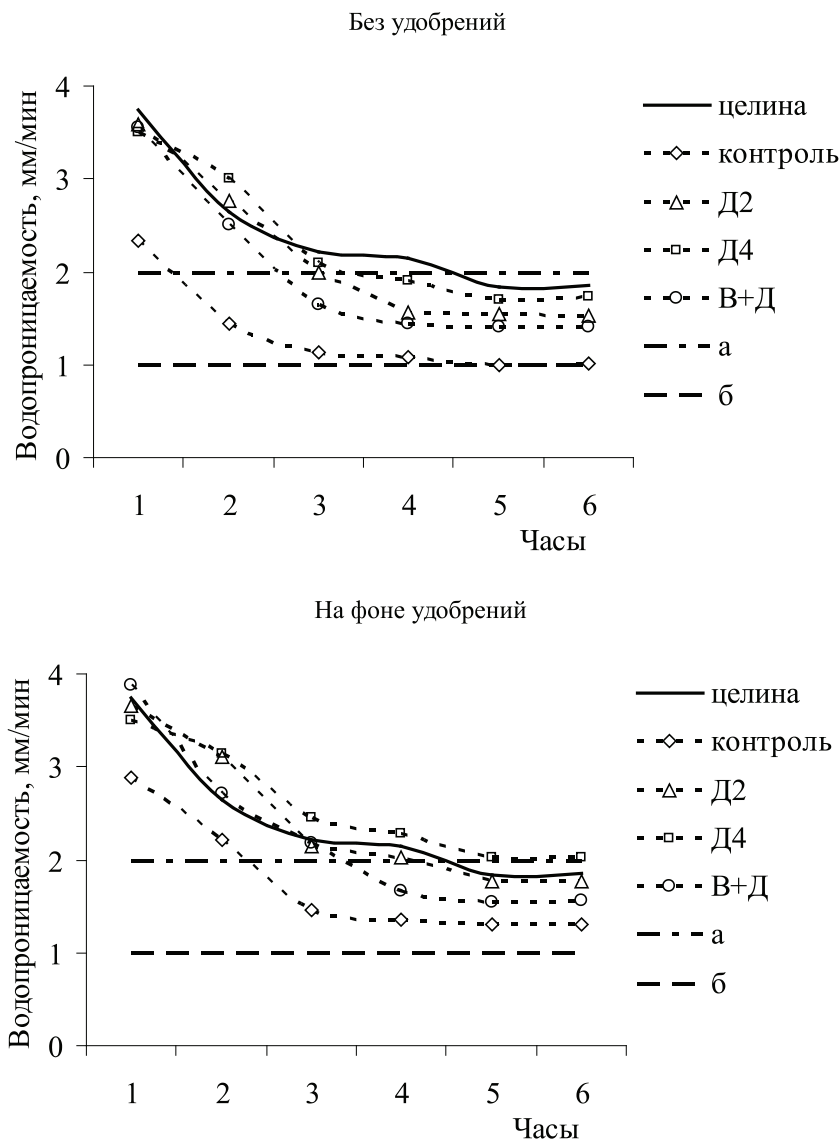 Без удобрений
Водопроницаемость, мм/мин
4
3
2
1
0
1 2 3 4 5 6
Часы
целина
контроль
Д2
Д4
В+Д
а
б
На фоне удобрений
Водопроницаемость, мм/мин
4
3
2
1
0
1 2 3 4 5 6
Часы
целина
контроль
Д2
Д4
В+Д
а
б